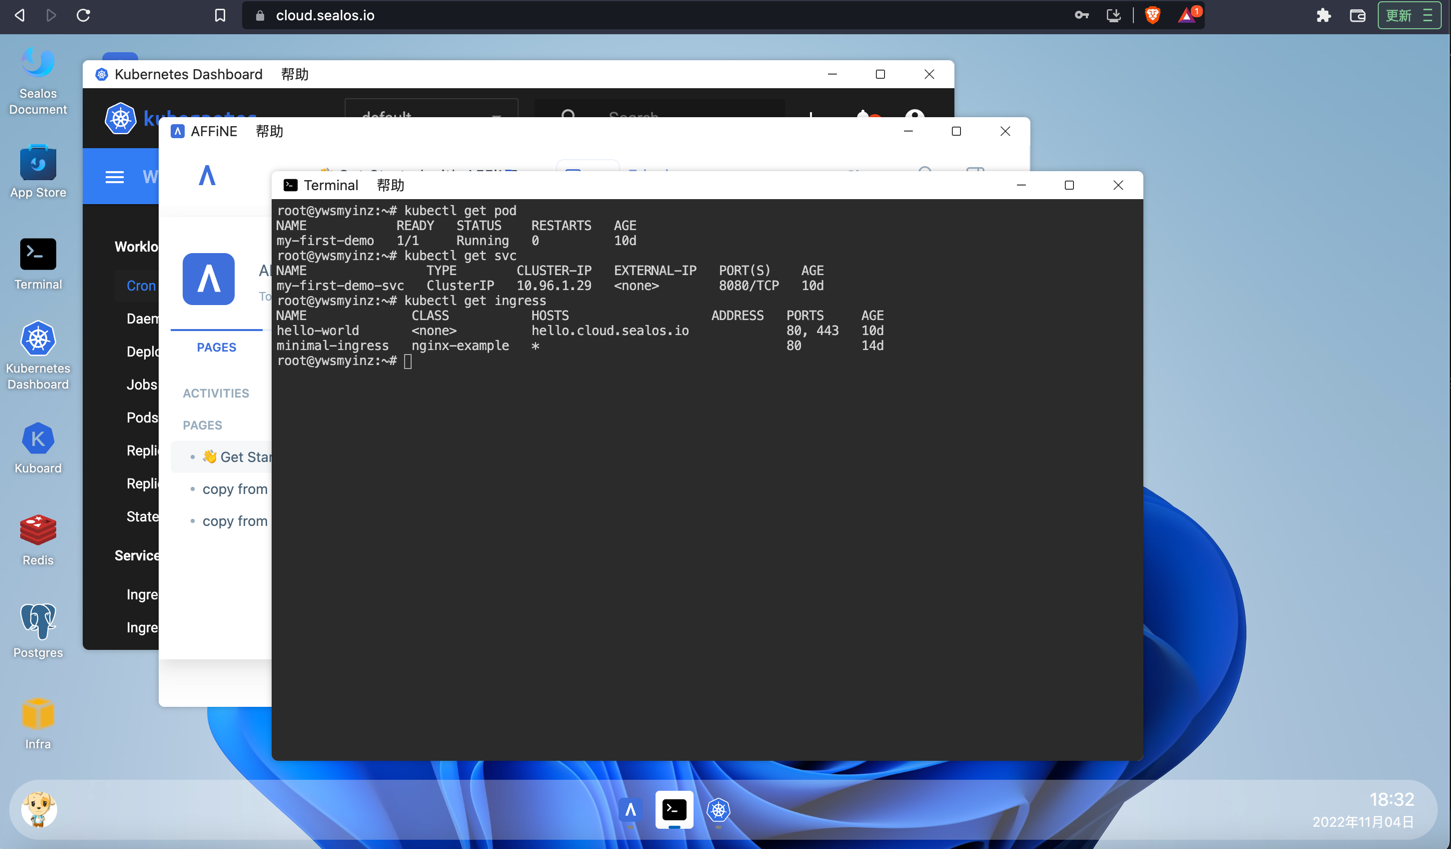 cloud.sealos.io
1
更新
Sealos
Document
App Store
Terminal
Kubernetes
Dashboard
Kuboard
Redis
Postgres
Infra
Kubernetes Dashboard 帮助
default
Search
Worklo
Cron
Daem
Deplo
Jobs
Pods
Repli
Repli
State
Service
Ingre
Ingre
AFFiNE 帮助
PAGES
ACTIVITIES
PAGES
👋 Get Star
copy from
copy from
Terminal 帮助
root@ywsmyinz:~# kubectl get pod
NAME READY STATUS RESTARTS AGE
my-first-demo 1/1 Running 0 10d
root@ywsmyinz:~# kubectl get svc
NAME TYPE CLUSTER-IP EXTERNAL-IP PORT(S) AGE
my-first-demo-svc ClusterIP 10.96.1.29 <none> 8080/TCP 10d
root@ywsmyinz:~# kubectl get ingress
NAME CLASS HOSTS ADDRESS PORTS AGE
hello-world <none> hello.cloud.sealos.io 80, 443 10d
minimal-ingress nginx-example * 80 14d
root@ywsmyinz:~#
18:32
2022年11月04日